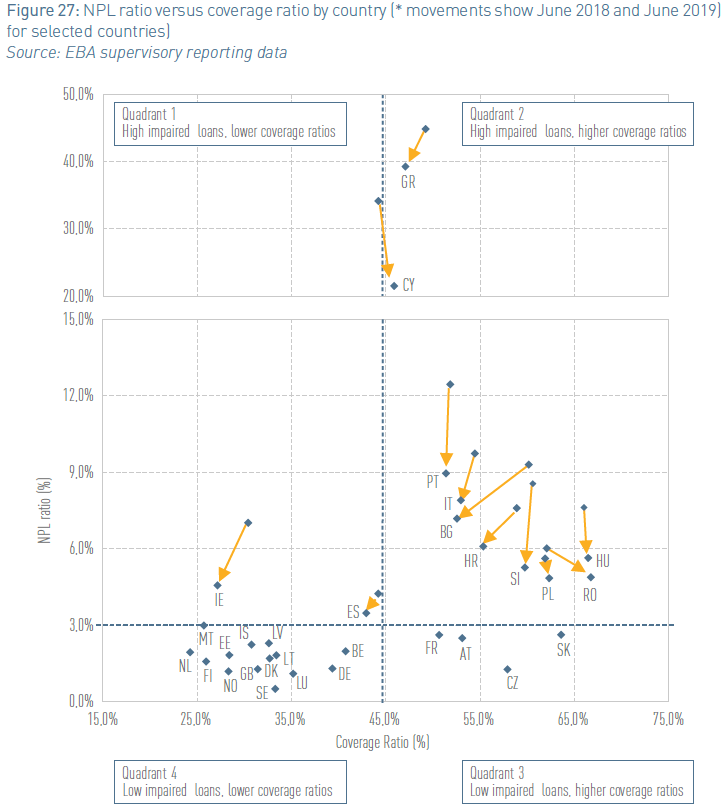 Figure 27: NPL ratio versus coverage ratio by country (* movements show June 2018 and June 2019)
for selected countries)
Source: EBA supervisory reporting data
Quadrant 1
High impaired loans, lower coverage ratios
Quadrant 2
High impaired loans, higher coverage ratios
50,0%
40,0%
30,0%
20,0%
GR
CY
15,0%
12,0%
9,0%
6,0%
3,0%
0,0%
NPL ratio (%)
PT
IT
BG
HR
SI
PL
HU
RO
IE
ES
MT
IS
LV
EE
NL
FI
NO
GB
DK
LT
SE
LU
BE
DE
FR
AT
SK
CZ
15,0%
25,0%
35,0%
45,0%
55,0%
65,0%
75,0%
Coverage Ratio (%)
Quadrant 4
Low impaired loans, lower coverage ratios
Quadrant 3
Low impaired loans, higher coverage ratios